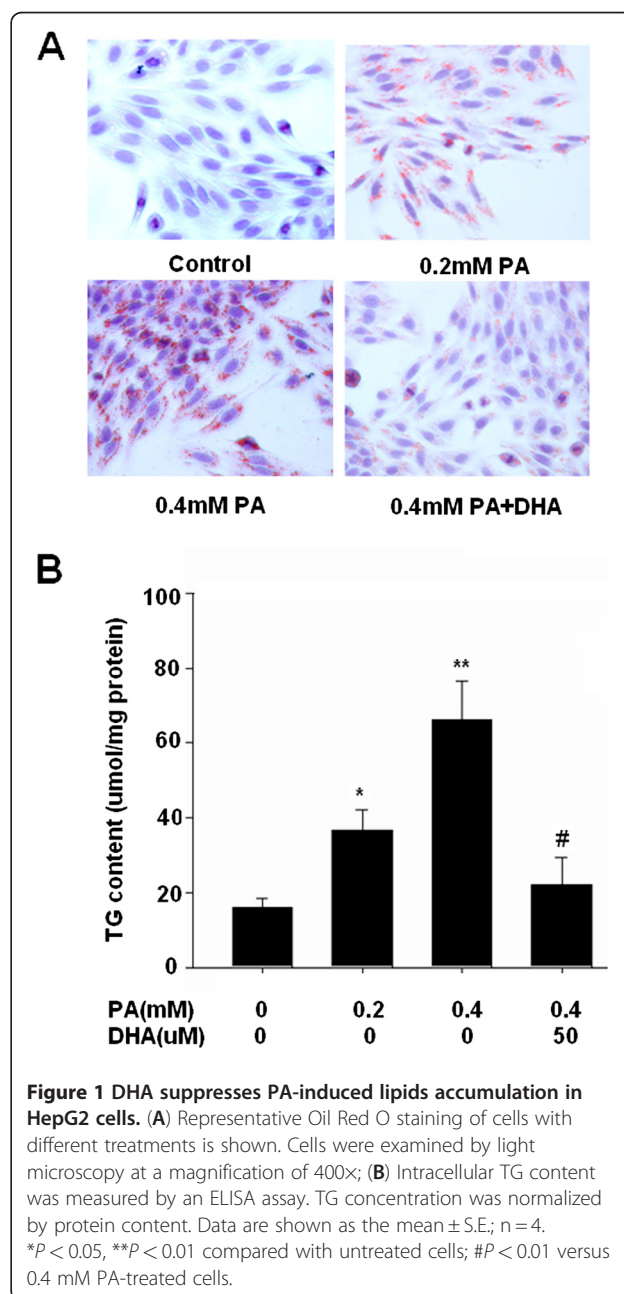 A
Control
0.2mM PA
0.4mM PA
0.4mM PA+DHA
B
TG content (umol/mg protein)
100
80
60
40
20
0
*
**
#
PA(mM) 0 0.2 0.4 0.4
DHA(uM) 0 0 0 50
Figure 1 DHA suppresses PA-induced lipids accumulation in
HepG2 cells. (A) Representative Oil Red O staining of cells with
different treatments is shown. Cells were examined by light
microscopy at a magnification of 400×; (B) Intracellular TG content
was measured by an ELISA assay. TG concentration was normalized
by protein content. Data are shown as the mean ± S.E.; n = 4.
*P < 0.05, **P < 0.01 compared with untreated cells; #P < 0.01 versus
0.4 mM PA-treated cells.